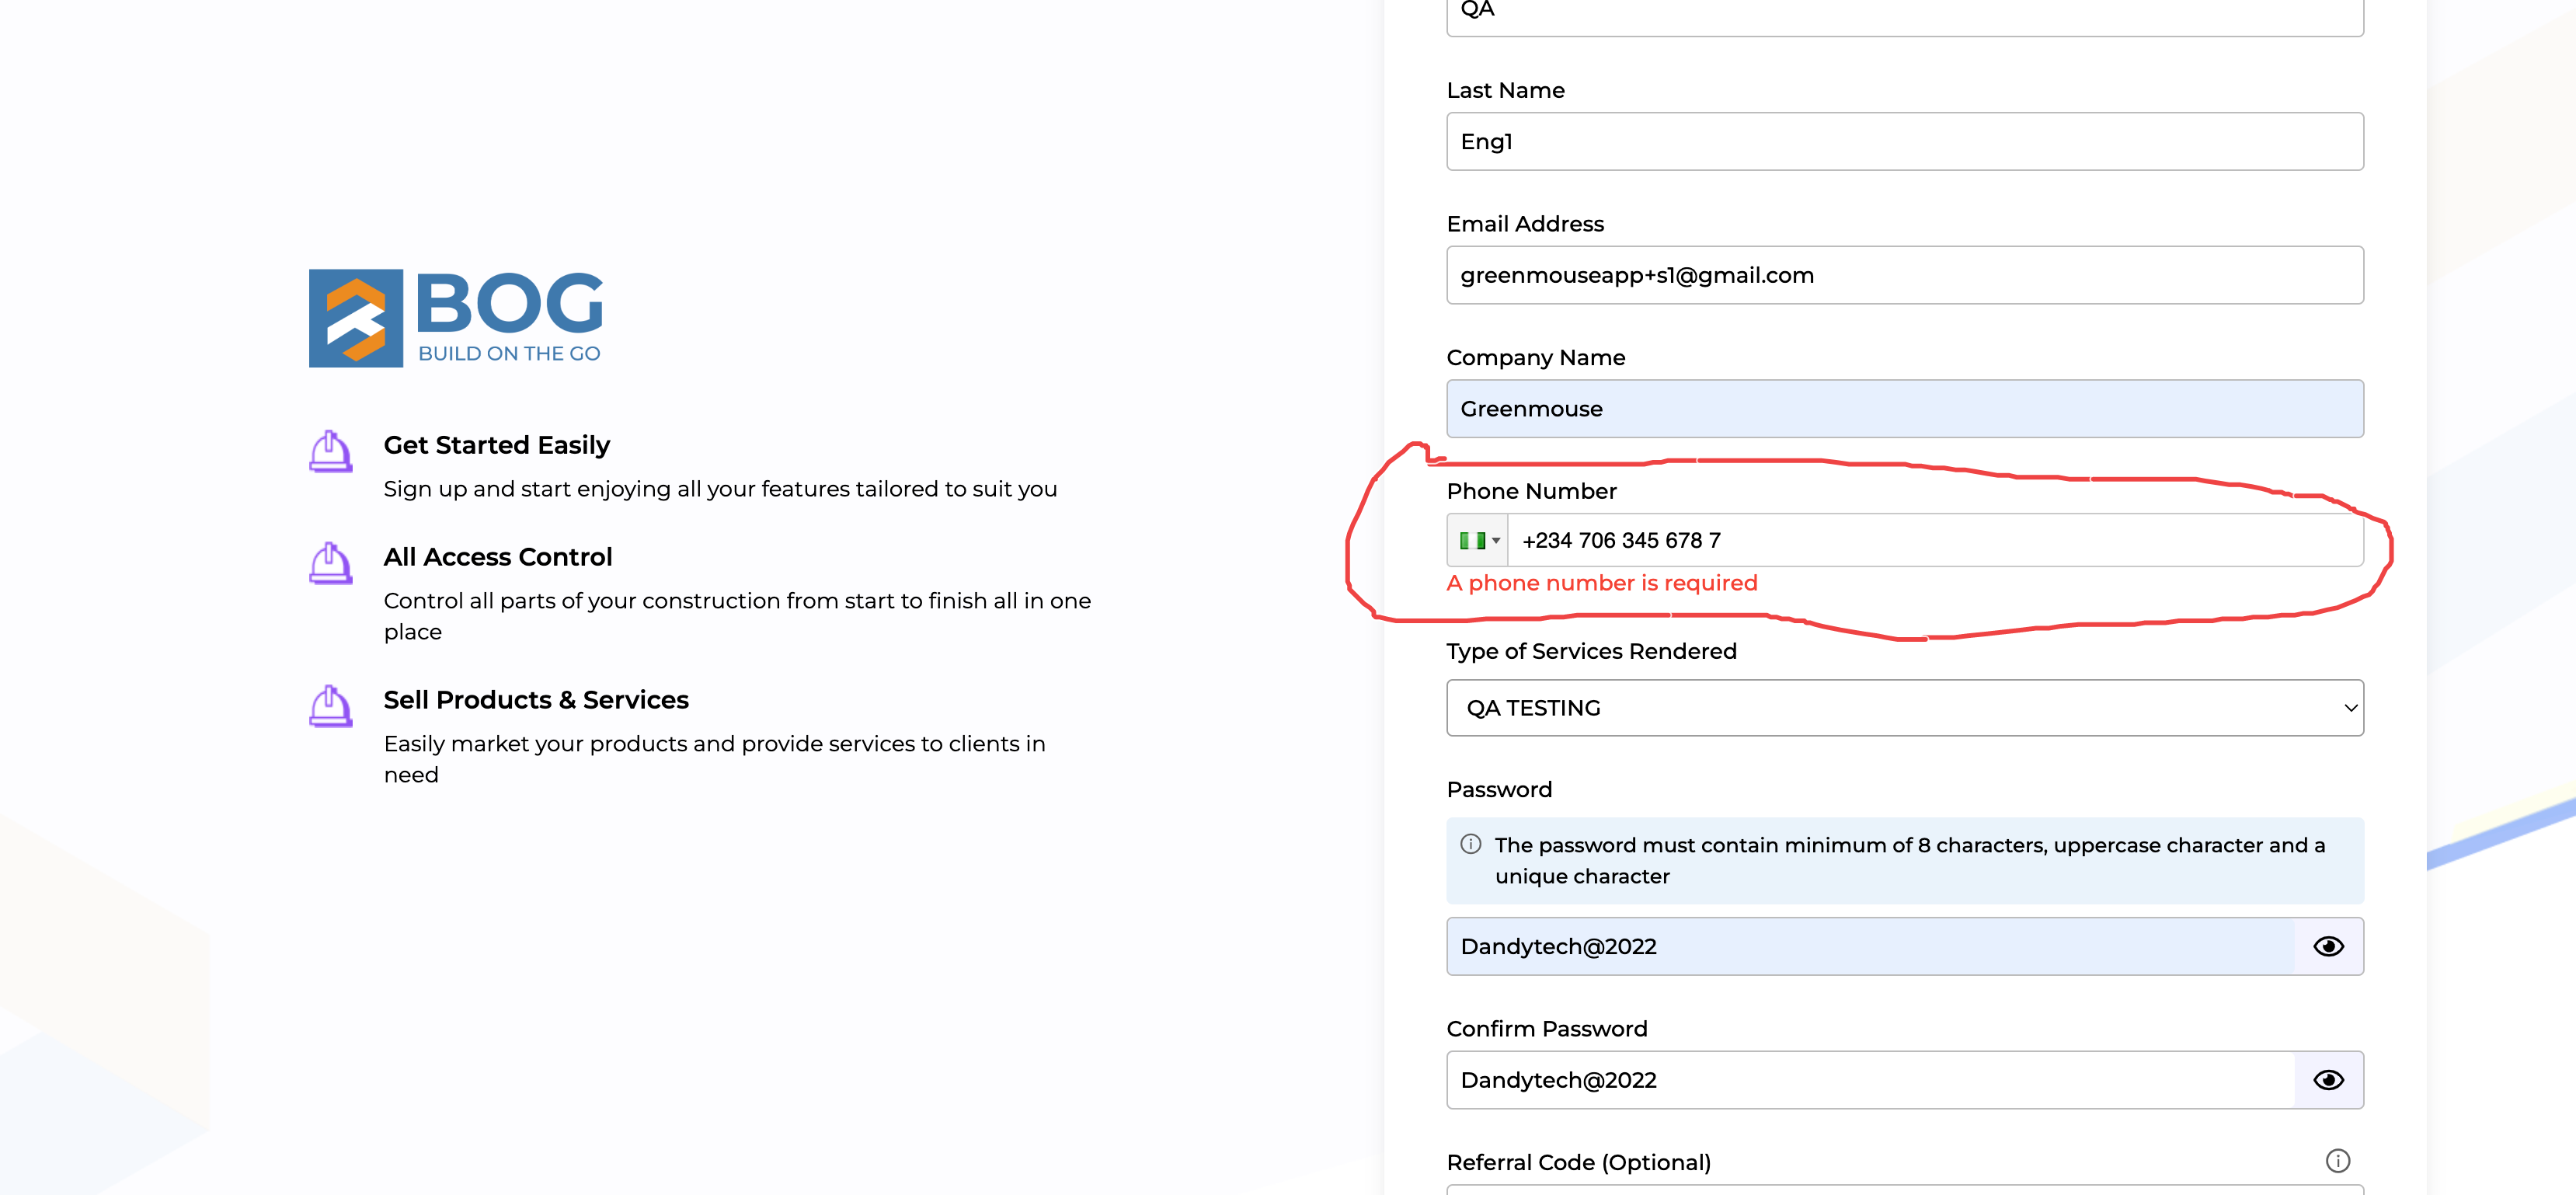 BOG
BUILD ON THE GO
Get Started Easily
Sign up and start enjoying all your features tailored to suit you
All Access Control
Control all parts of your construction from start to finish all in one
place
Sell Products & Services
Easily market your products and provide services to clients in
need
QA
Last Name
Eng1
Email Address
greenmouseapp+s1@gmail.com
Company Name
Greenmouse
Phone Number
+234 706 345 678 7
A phone number is required
Type of Services Rendered
QA TESTING
Password
The password must contain minimum of 8 characters, uppercase character and a
unique character
Dandytech@2022
Confirm Password
Dandytech@2022
Referral Code (Optional)